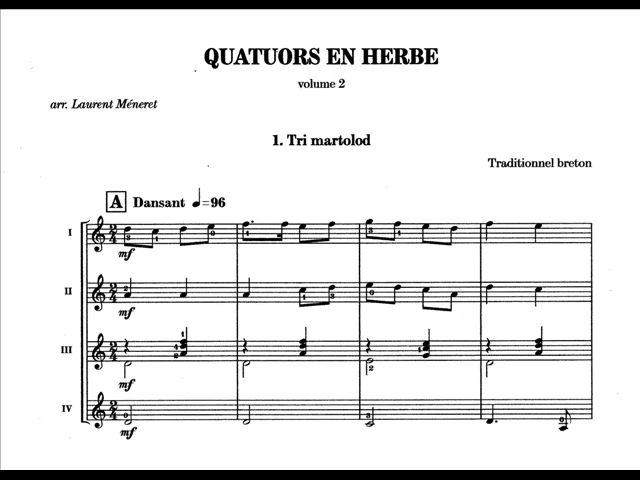 QUATUORS EN HERBE
volume 2
arr. Laurent Méneret
1. Tri martolod
Traditionnel breton
A Dansant ♩=96
I
mf
II
mf
III
mf
IV
mf